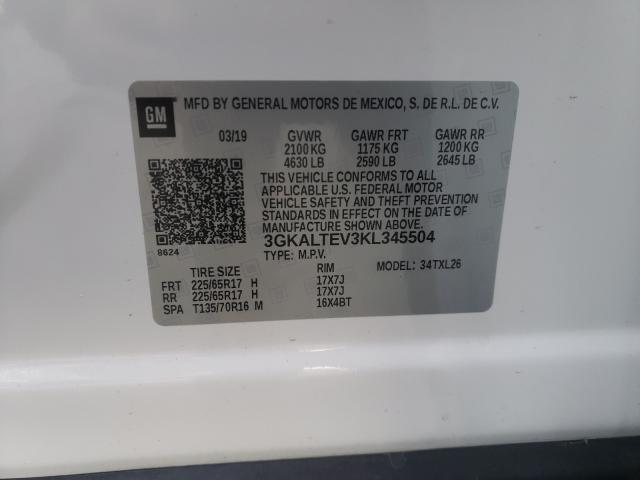 GM
MFD BY GENERAL MOTORS DE MEXICO, S. DE R.L. DE C.V.
03/19 GVWR GAWR FRT GAWR RR
2100 KG 1175 KG 1200 KG
4630 LB 2590 LB 2645 LB
THIS VEHICLE CONFORMS TO ALL
APPLICABLE U.S. FEDERAL MOTOR
VEHICLE SAFETY AND THEFT PREVENTION
STANDARDS IN EFFECT ON THE DATE OF
MANUFACTURE SHOWN ABOVE.
3GKALTEV3KL345504
8624
TYPE: M.P.V.
TIRE SIZE RIM MODEL: 34TXL26
FRT 225/65R17 H 17X7J
RR 225/65R17 H 17X7J
SPA T135/70R16 M 16X4BT